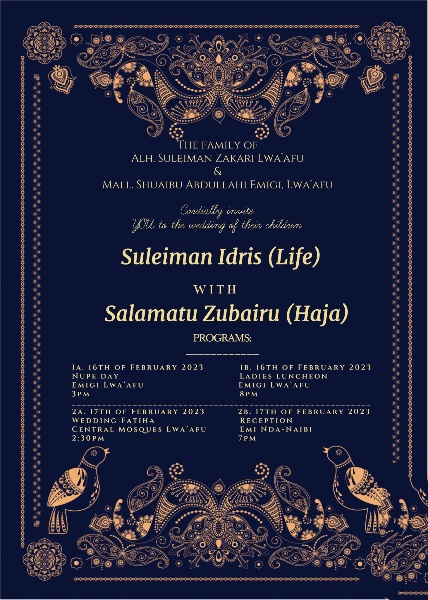 The family of
Alh. Suleiman Zakari Lwa`afu
&
Mall. Shuaibu Abdullahi Emigi, Lwa`afu
Cordially invite
YOU to the wedding of their children
Suleiman Idris (Life)
WITH
Salamatu Zubairu (Haja)
PROGRAMS:
1a. 16th of February 2023
Nupe Day
Emigi Lwa`afu
3pm
1b. 16th of February 2023
Ladies Luncheon
Emigi Lwa`afu
8pm
2a. 17th of February 2023
Wedding Fatiha
Central Mosques Lwa`afu
2:30pm
2b. 17th of February 2023
Reception
Emi Nda-Naibi
7pm